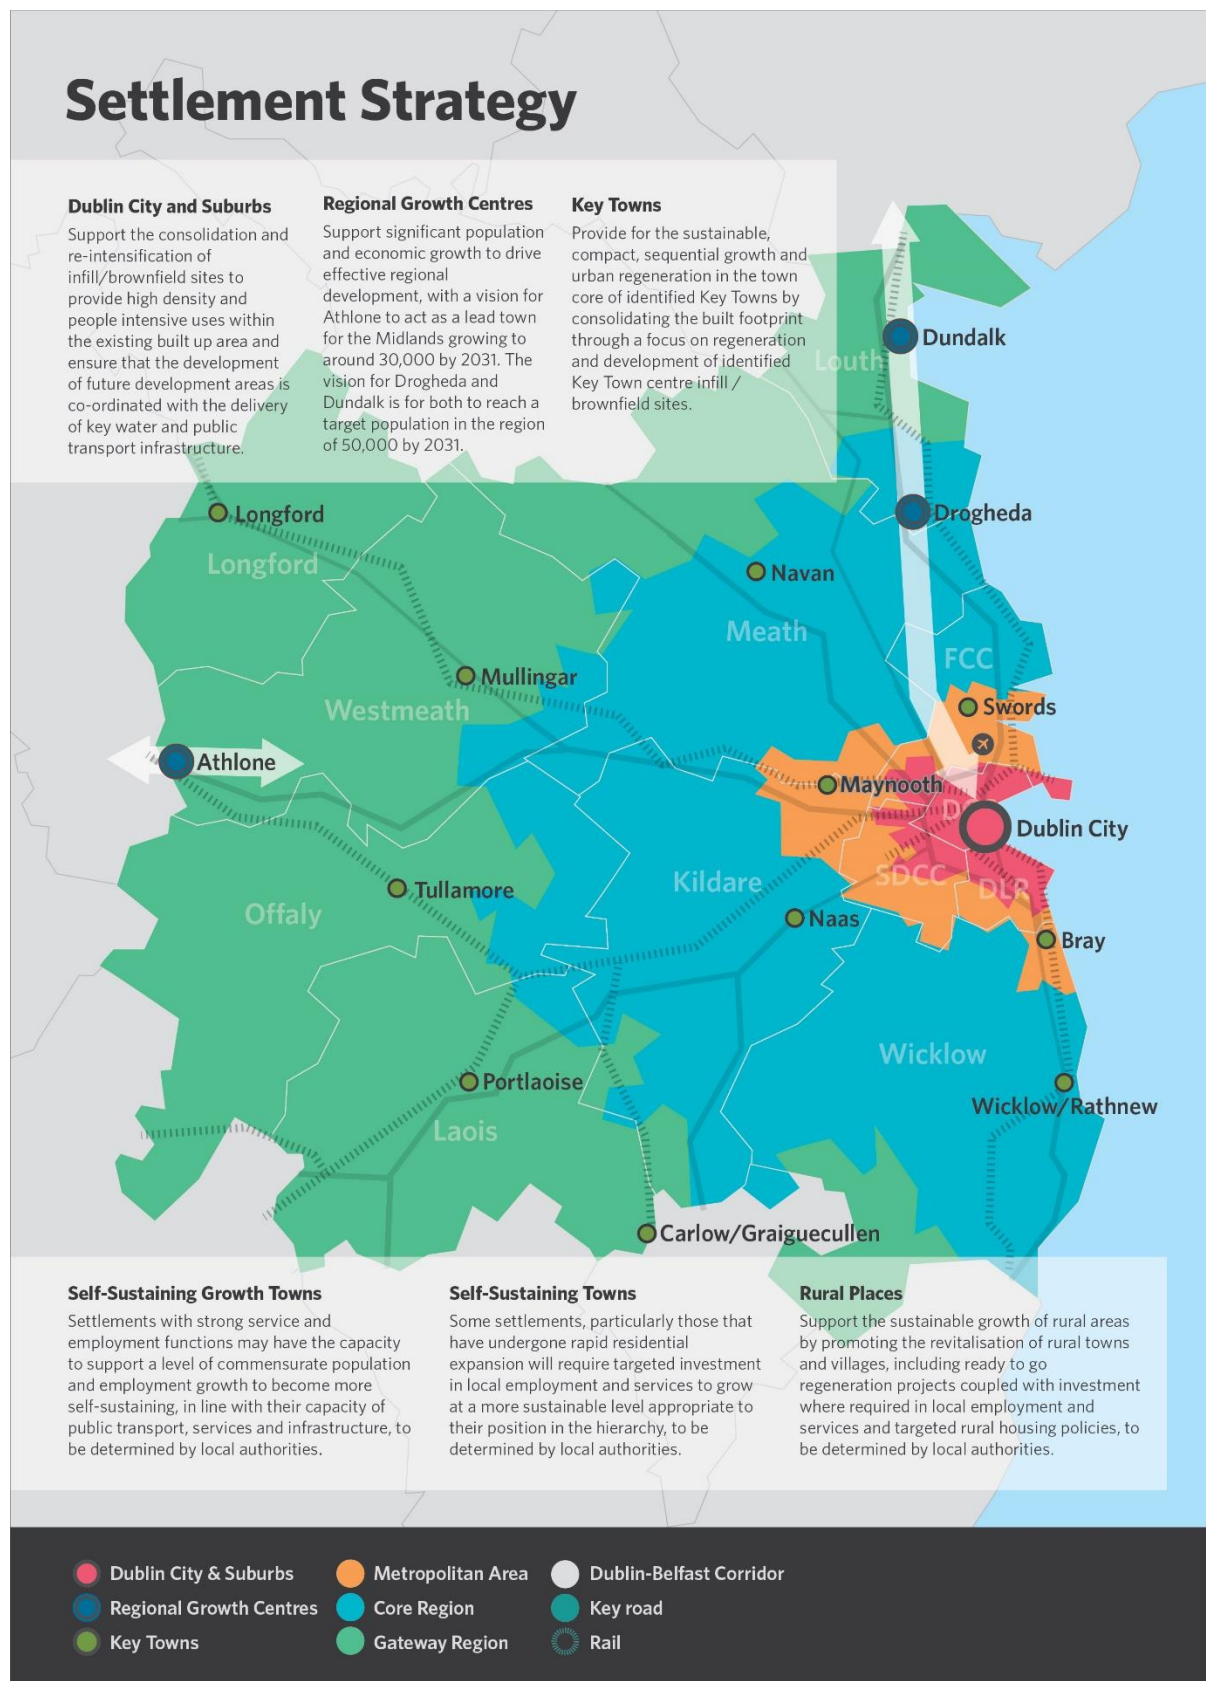 Settlement Strategy
Dublin City and Suburbs
Support the consolidation and
re-intensification of
infill/brownfield sites to
provide high density and
people intensive uses within
the existing built up area and
ensure that the development
of future development areas is
co-ordinated with the delivery
of key water and public
transport infrastructure.
Regional Growth Centres
Support significant population
and economic growth to drive
effective regional
development, with a vision for
Athlone to act as a lead town
for the Midlands growing to
around 30,000 by 2031. The
vision for Drogheda and
Dundalk is for both to reach a
target population in the region
of 50,000 by 2031.
Key Towns
Provide for the sustainable,
compact, sequential growth and
urban regeneration in the town
core of identified Key Towns by
consolidating the built footprint
through a focus on regeneration
and development of identified
Key Town centre infill /
brownfield sites.
Dundalk
Louth
Longford
Drogheda
Longford
Navan
Meath
FCC
Mullingar
Swords
Westmeath
Athlone
Maynooth
Dublin City
Kildare
SDCC
DLR
Tullamore
Offaly
Naas
Bray
Wicklow
Portlaoise
Wicklow/Rathnew
Laois
Carlow/Graiguecullen
Self-Sustaining Growth Towns
Settlements with strong service and
employment functions may have the capacity
to support a level of commensurate population
and employment growth to become more
self-sustaining, in line with their capacity of
public transport, services and infrastructure, to
be determined by local authorities.
Self-Sustaining Towns
Some settlements, particularly those that
have undergone rapid residential
expansion will require targeted investment
in local employment and services to grow
at a more sustainable level appropriate to
their position in the hierarchy, to be
determined by local authorities.
Rural Places
Support the sustainable growth of rural areas
by promoting the revitalisation of rural towns
and villages, including ready to go
regeneration projects coupled with investment
where required in local employment and
services and targeted rural housing policies, to
be determined by local authorities.
Dublin City & Suburbs
Regional Growth Centres
Key Towns
Metropolitan Area
Core Region
Gateway Region
Dublin-Belfast Corridor
Key road
Rail